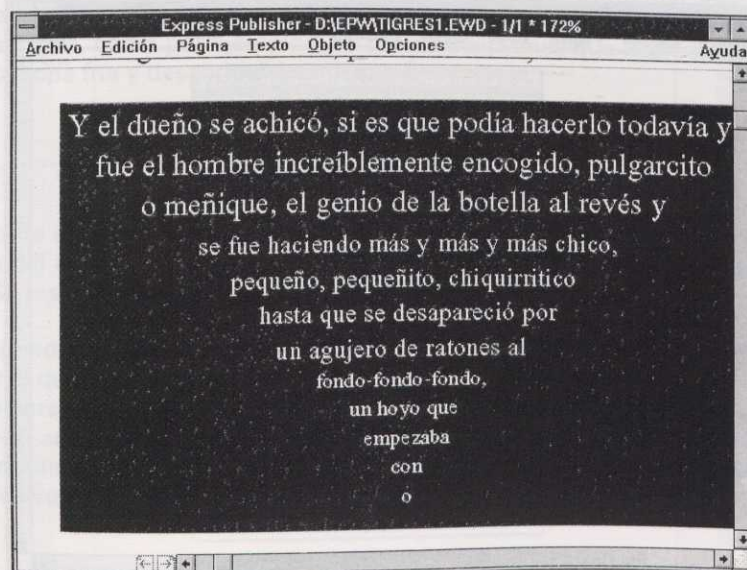 Express Publisher - D:\EPW\TIGRES1.EWD - 1/1 * 172%
Archivo Edición Página Texto Objeto Opciones Ayuda
Y el dueño se achicó, si es que podía hacerlo todavía y
fue el hombre increíblemente encogido, pulgarcito
o meñique, el genio de la botella al revés y
se fue haciendo más y más y más chico,
pequeño, pequeñito, chiquirritico
hasta que se desapareció por
un agujero de ratones al
fondo-fondo-fondo,
un hoyo que
empezaba
con
o